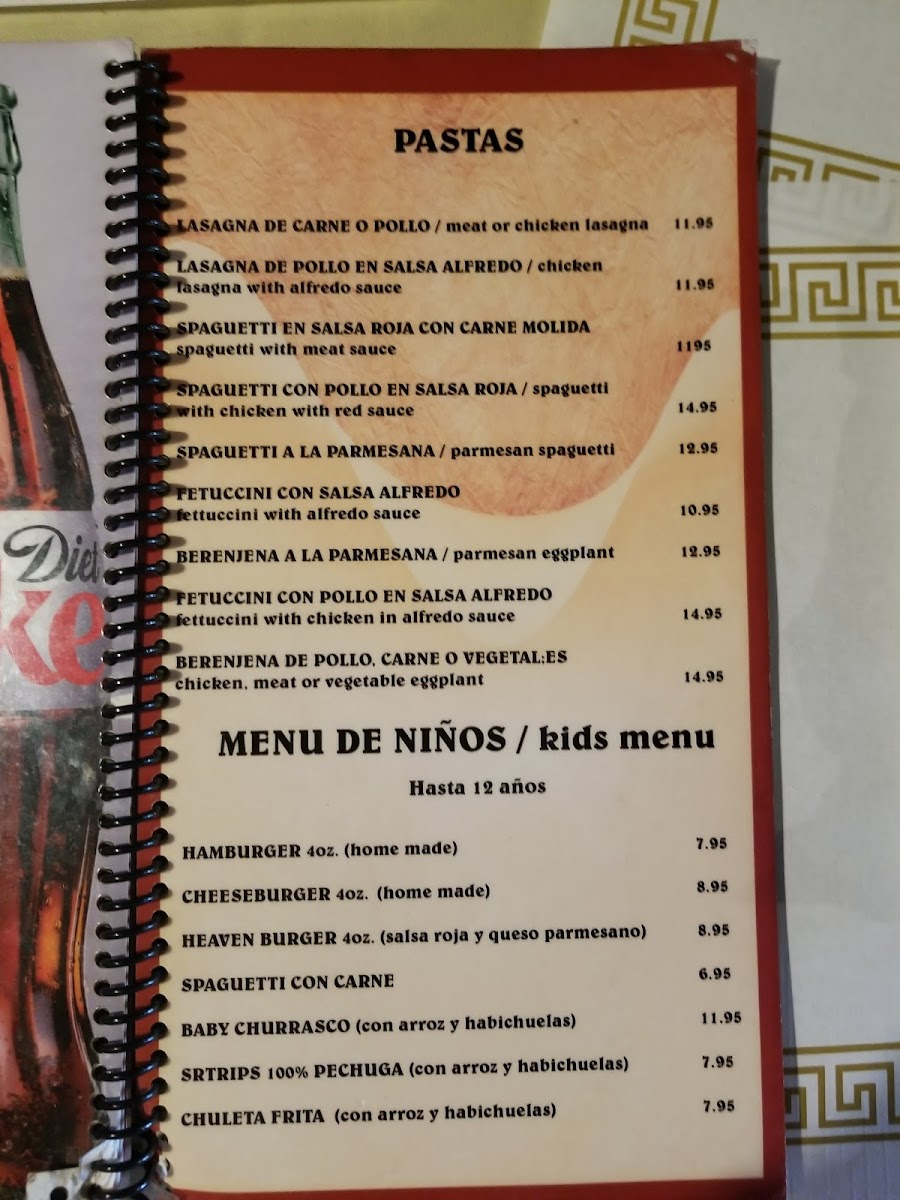 Diet
ke
PASTAS
LASAGNA DE CARNE O POLLO / meat or chicken lasagna 11.95
LASAGNA DE POLLO EN SALSA ALFREDO / chicken
lasagna with alfredo sauce 11.95
SPAGUETTI EN SALSA ROJA CON CARNE MOLIDA
spaguetti with meat sauce 1195
SPAGUETTI CON POLLO EN SALSA ROJA / spaguetti
with chicken with red sauce 14.95
SPAGUETTI A LA PARMESANA / parmesan spaguetti 12.95
FETUCCINI CON SALSA ALFREDO
fettuccini with alfredo sauce 10.95
BERENJENA A LA PARMESANA / parmesan eggplant 12.95
FETUCCINI CON POLLO EN SALSA ALFREDO
fettuccini with chicken in alfredo sauce 14.95
BERENJENA DE POLLO, CARNE O VEGETAL;ES
chicken, meat or vegetable eggplant 14.95
MENU DE NIÑOS / kids menu
Hasta 12 años
HAMBURGER 4oz. (home made) 7.95
CHEESEBURGER 4oz. (home made) 8.95
HEAVEN BURGER 4oz. (salsa roja y queso parmesano) 8.95
SPAGUETTI CON CARNE 6.95
BABY CHURRASCO (con arroz y habichuelas) 11.95
SRTRIPS 100% PECHUGA (con arroz y habichuelas) 7.95
CHULETA FRITA (con arroz y habichuelas) 7.95